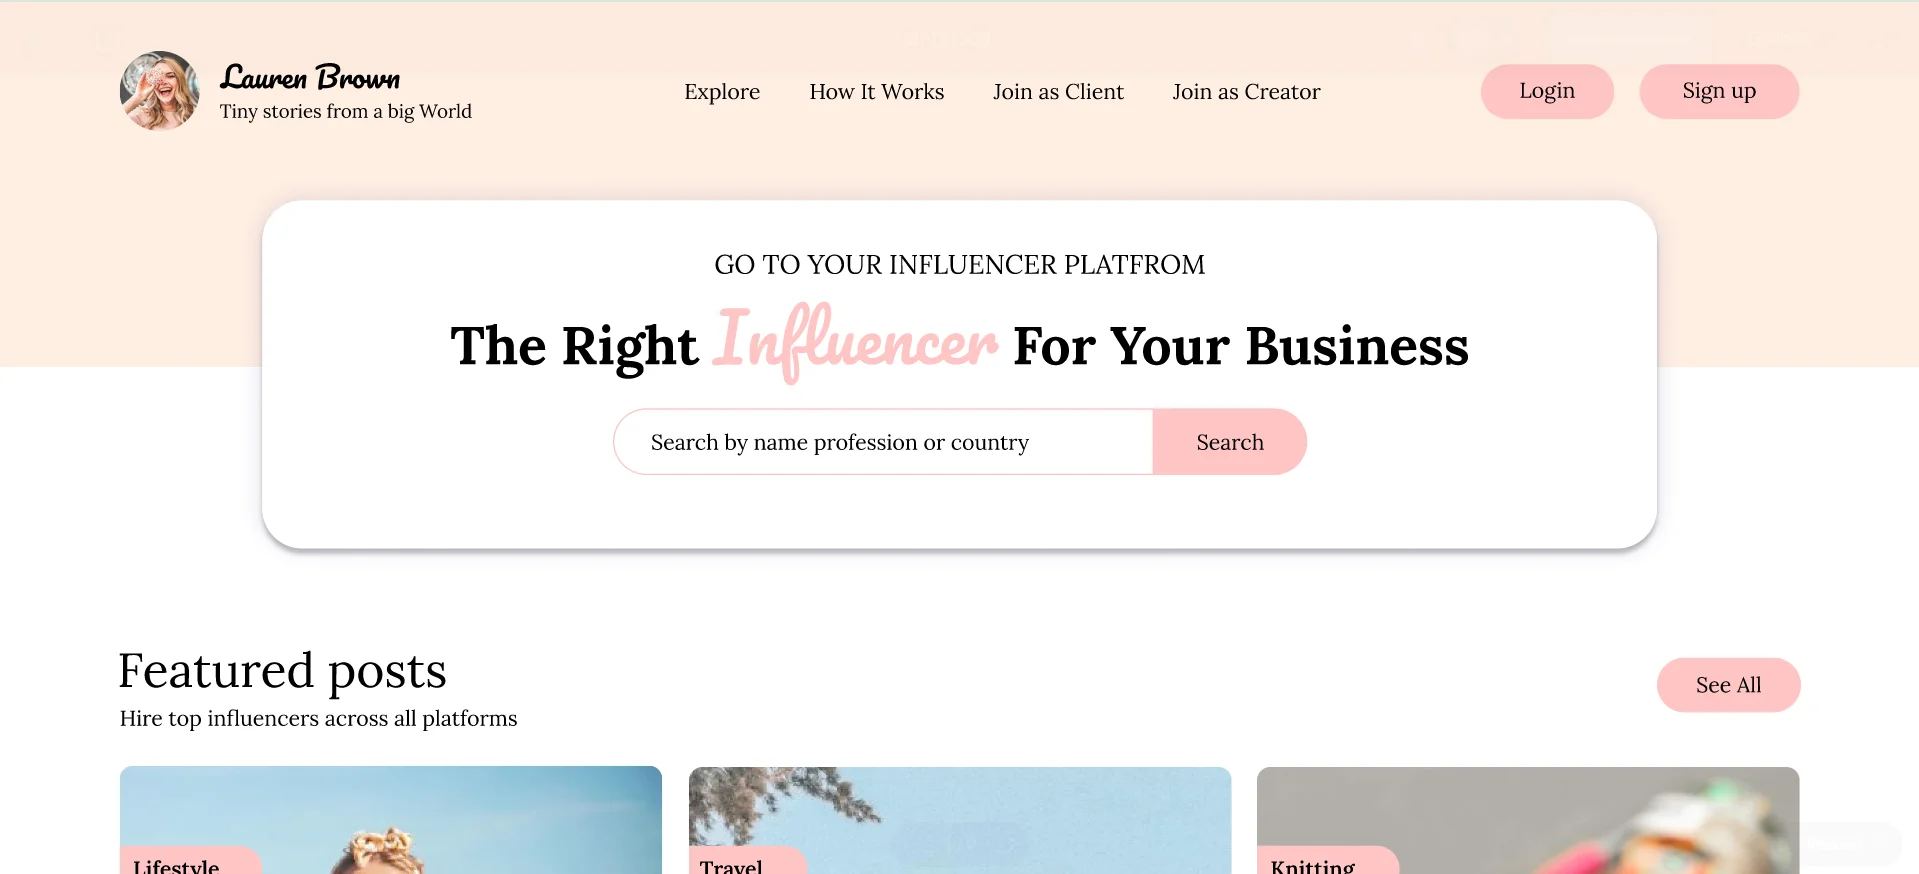 Lauren Brown
Tiny stories from a big World
Explore
How It Works
Join as Client
Join as Creator
Login
Sign up
GO TO YOUR INFLUENCER PLATFROM
The Right Influencer For Your Business
Search by name profession or country
Search
Featured posts
Hire top influencers across all platforms
See All
Lifestyle
Travel
Knitting